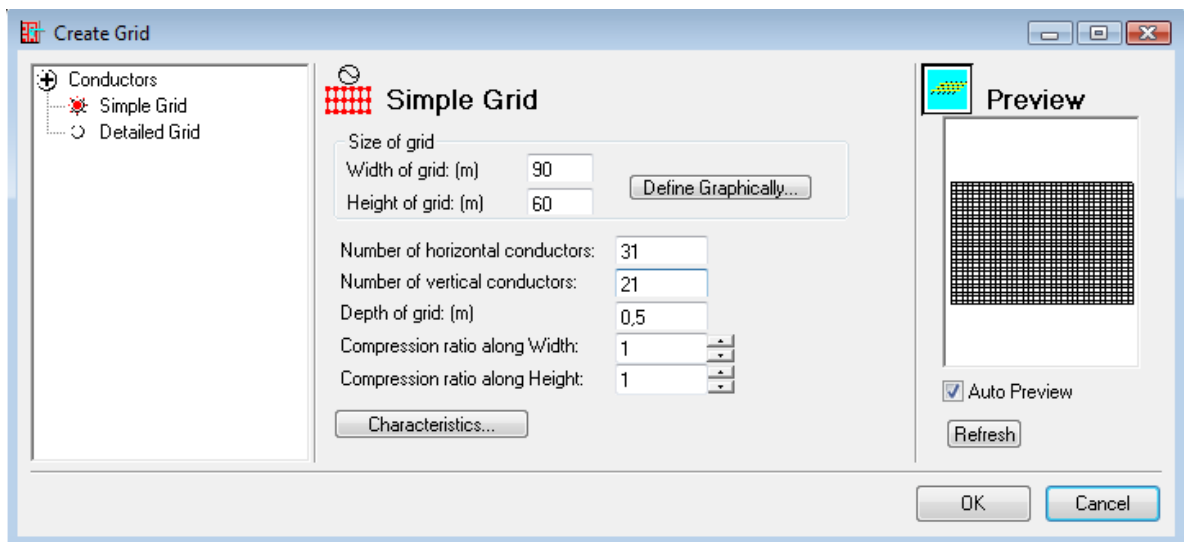 Create Grid
Conductors
Simple Grid
Detailed Grid
Simple Grid
Size of grid
Width of grid: (m) 90
Define Graphically...
Height of grid: (m) 60
Number of horizontal conductors: 31
Number of vertical conductors: 21
Depth of grid: (m) 0,5
Compression ratio along Width: 1
Compression ratio along Height: 1
Characteristics...
Preview
Auto Preview
Refresh
OK Cancel